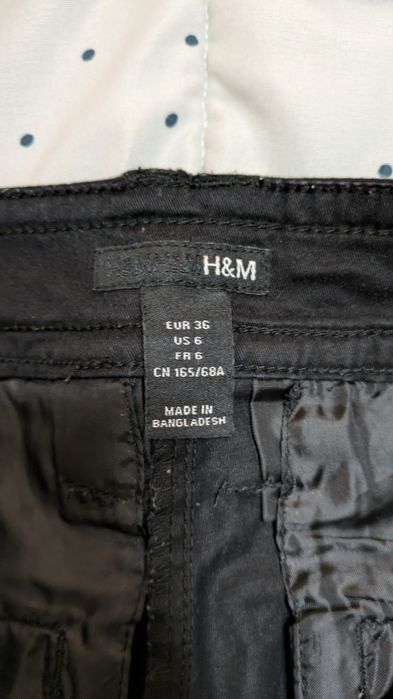 H&M
EUR 36
US 6
FR 6
CN 165/68A
MADE IN
BANGLADESH